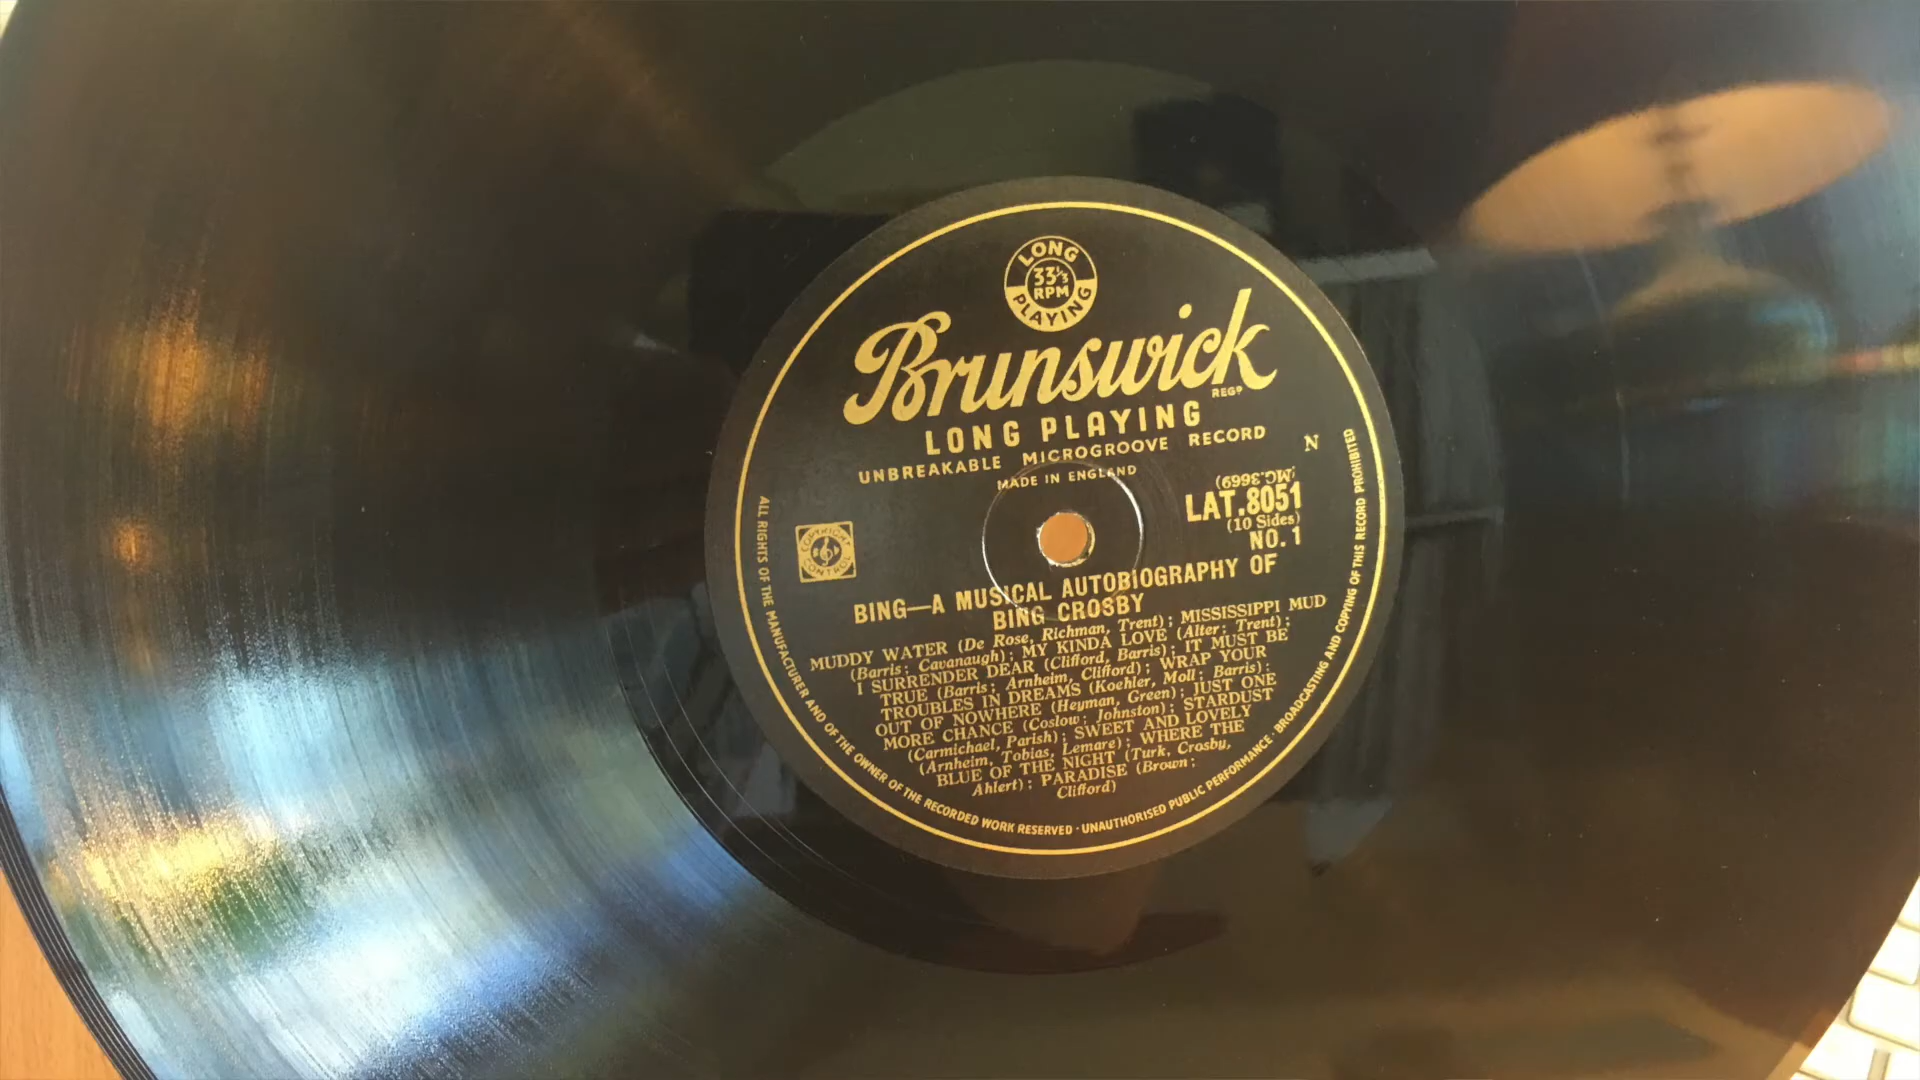 LONG
33⅓
RPM
PLAYING
Brunswick
REGD
LONG PLAYING
UNBREAKABLE MICROGROOVE RECORD
MADE IN ENGLAND
N
(MG.3669)
LAT.8051
(10 Sides)
NO. 1
COPYRIGHT
CONTROL
BING—A MUSICAL AUTOBIOGRAPHY OF
BING CROSBY
MUDDY WATER (De Rose, Richman, Trent); MISSISSIPPI MUD
(Barris; Cavanaugh); MY KINDA LOVE (Alter; Trent);
I SURRENDER DEAR (Clifford, Barris); IT MUST BE
TRUE (Barris; Arnheim, Clifford); WRAP YOUR
TROUBLES IN DREAMS (Koehler, Moll; Barris);
OUT OF NOWHERE (Heyman, Green); JUST ONE
MORE CHANCE (Coslow; Johnston); STARDUST
(Carmichael, Parish); SWEET AND LOVELY
(Arnheim, Tobias, Lemare); WHERE THE
BLUE OF THE NIGHT (Turk, Crosby,
Ahlert); PARADISE (Brown;
Clifford)
ALL RIGHTS OF THE MANUFACTURER AND OF THE OWNER OF THE RECORDED WORK RESERVED · UNAUTHORISED PUBLIC PERFORMANCE · BROADCASTING AND COPYING OF THIS RECORD PROHIBITED